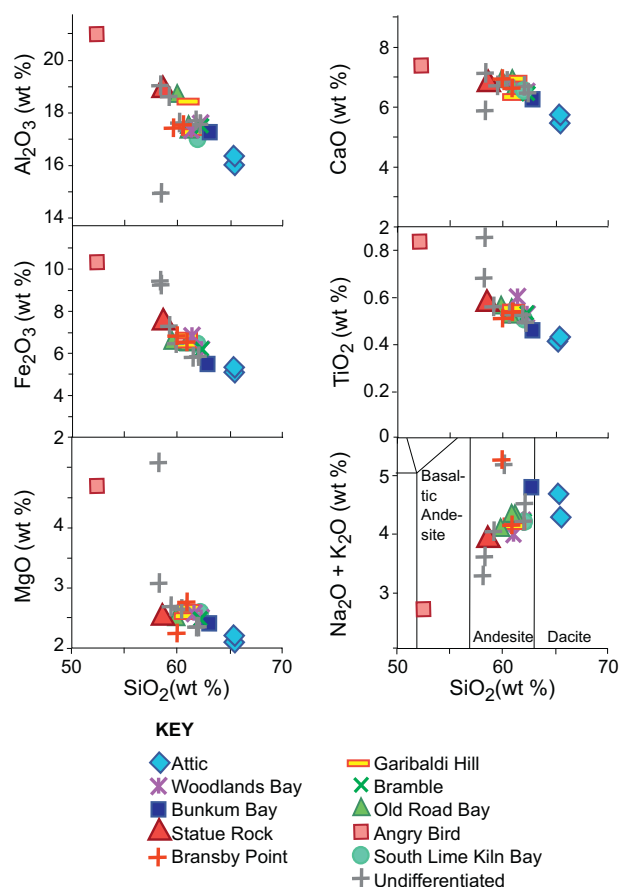 Al₂O₃ (wt %)
20
18
16
14
CaO (wt %)
8
6
4
2
Fe₂O₃ (wt %)
10
8
6
4
2
TiO₂ (wt %)
2
0.8
0.6
0.4
0.2
0
MgO (wt %)
4
3
2
50 60 70
SiO₂(wt %)
Na₂O + K₂O (wt %)
5
4
3
Basal-
tic
Ande-
site
Andesite Dacite
50 60 70
SiO₂(wt %)
KEY
Attic
Woodlands Bay
Bunkum Bay
Statue Rock
Bransby Point
Garibaldi Hill
Bramble
Old Road Bay
Angry Bird
South Lime Kiln Bay
Undifferentiated